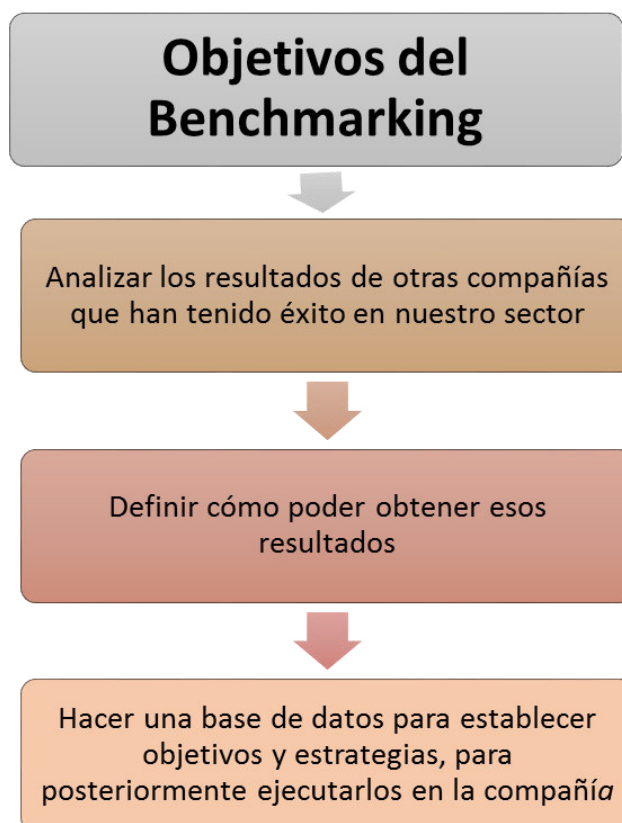 Objetivos del
Benchmarking
Analizar los resultados de otras compañías
que han tenido éxito en nuestro sector
Definir cómo poder obtener esos
resultados
Hacer una base de datos para establecer
objetivos y estrategias, para
posteriormente ejecutarlos en la compañía